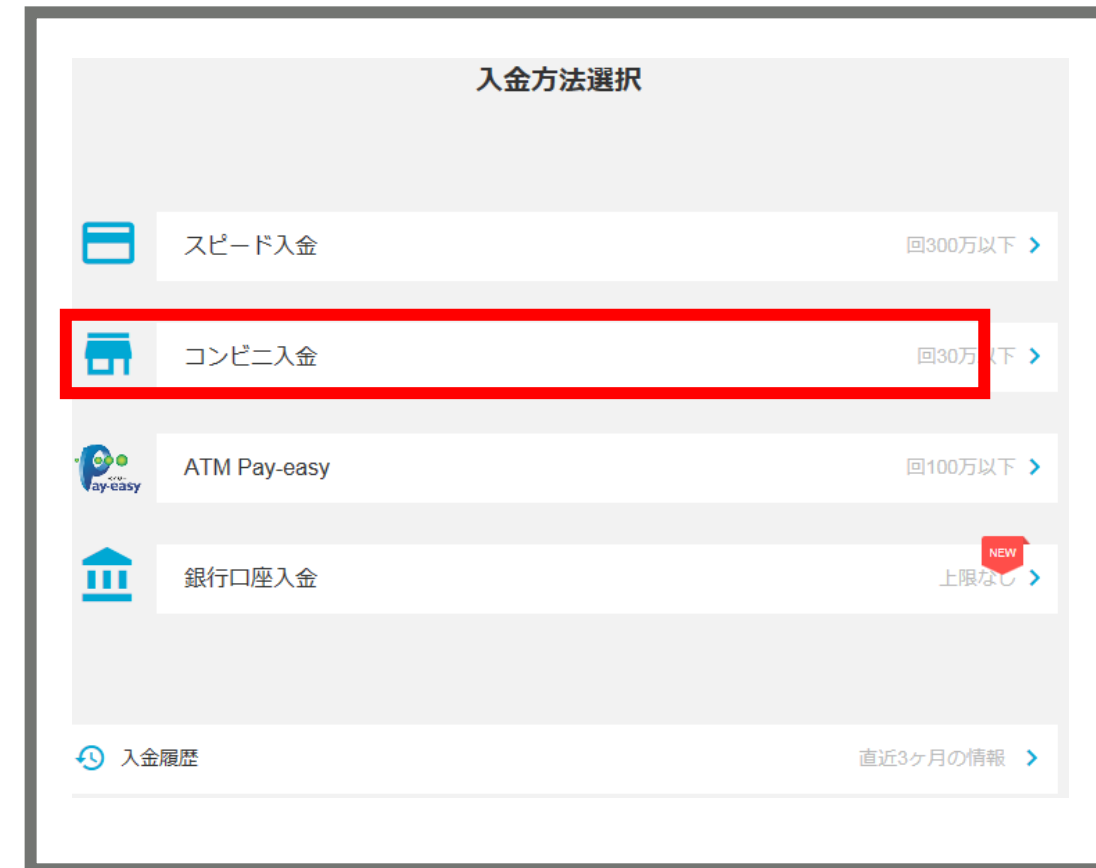 入金方法選択
スピード入金 回300万以下
コンビニ入金 回30万以下
Pay-easy
ATM Pay-easy 回100万以下
NEW
銀行口座入金 上限なし
入金履歴 直近3ヶ月の情報